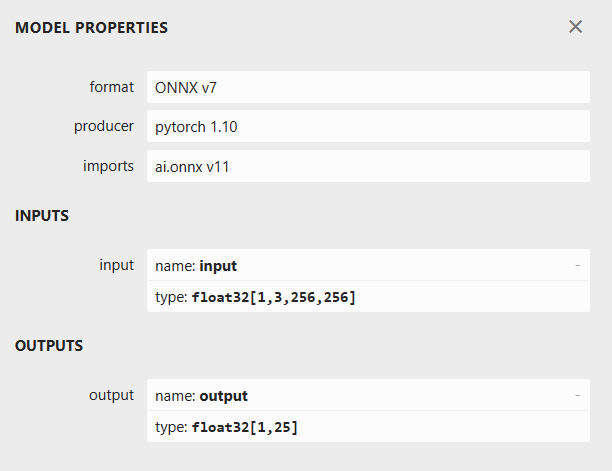 MODEL PROPERTIES
format ONNX v7
producer pytorch 1.10
imports ai.onnx v11
INPUTS
input name: input -
type: float32[1,3,256,256]
OUTPUTS
output name: output -
type: float32[1,25]